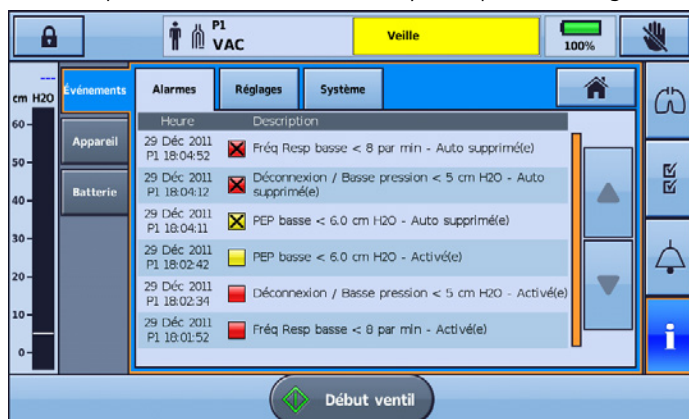 P1
VAC
Veille
100%
---
cm H2O
60
50
40
30
20
10
0
Événements
Appareil
Batterie
Alarmes
Réglages
Système
Heure Description
29 Déc 2011
P1 18:04:52
Fréq Resp basse < 8 par min - Auto supprimé(e)
29 Déc 2011
P1 18:04:12
Déconnexion / Basse pression < 5 cm H2O - Auto
supprimé(e)
29 Déc 2011
P1 18:04:11
PEP basse < 6.0 cm H2O - Auto supprimé(e)
29 Déc 2011
P1 18:02:42
PEP basse < 6.0 cm H2O - Activé(e)
29 Déc 2011
P1 18:02:34
Déconnexion / Basse pression < 5 cm H2O - Activé(e)
29 Déc 2011
P1 18:01:52
Fréq Resp basse < 8 par min - Activé(e)
i
Début ventil